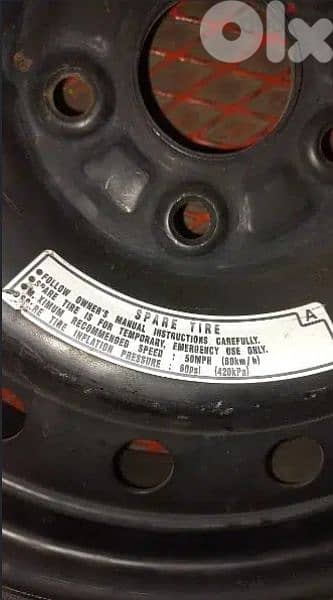 OLX
SPARE TIRE
●FOLLOW OWNER'S MANUAL INSTRUCTIONS CAREFULLY.
●SPARE TIRE IS FOR TEMPORARY, EMERGENCY USE ONLY.
●MAXIMUM RECOMMENDED SPEED : 50MPH (80km/h)
●SPARE TIRE INFLATION PRESSURE : 60psi (420kPa)
A